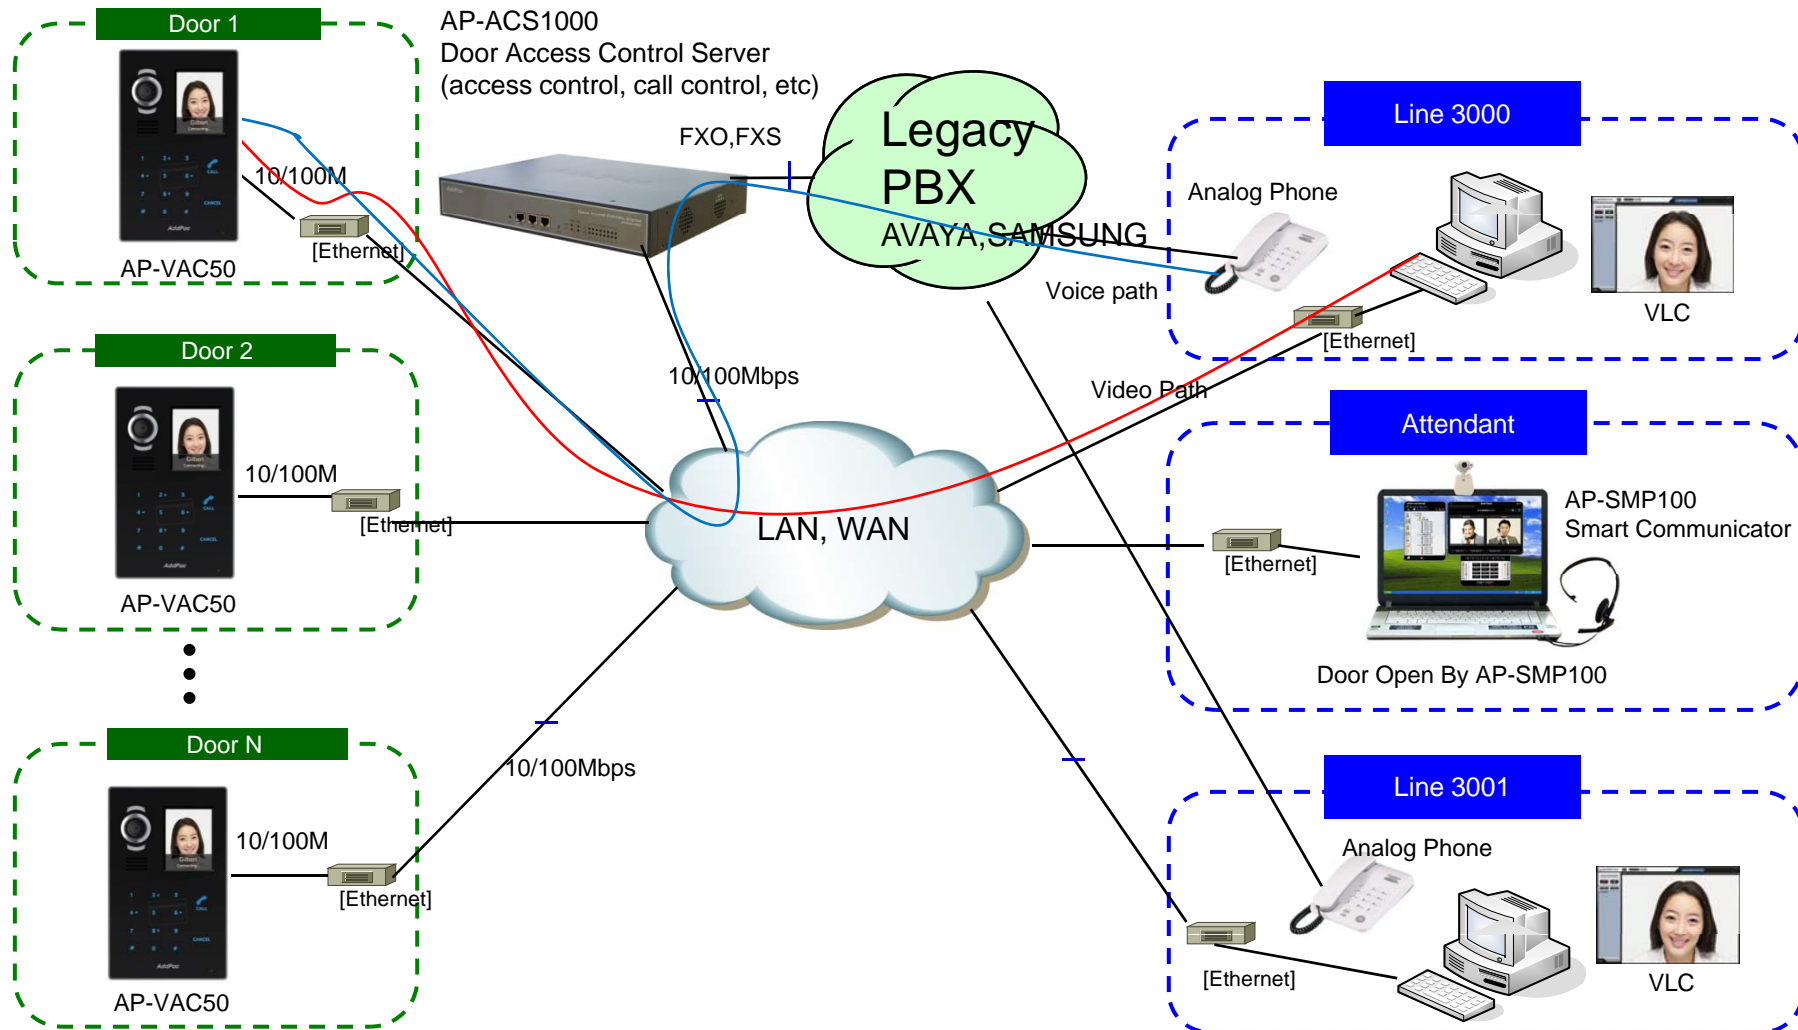 Door 1
AP-ACS1000
Door Access Control Server
(access control, call control, etc)
FXO,FXS
Legacy
PBX
AVAYA,SAMSUNG
Line 3000
Analog Phone
10/100M
[Ethernet]
AddPac
AP-VAC50
Voice path
VLC
[Ethernet]
Door 2
10/100Mbps
Video Path
Attendant
10/100M
[Ethernet]
AddPac
AP-VAC50
LAN, WAN
[Ethernet]
AP-SMP100
Smart Communicator
Door Open By AP-SMP100
Door N
10/100Mbps
10/100M
[Ethernet]
AddPac
AP-VAC50
Line 3001
Analog Phone
[Ethernet]
VLC